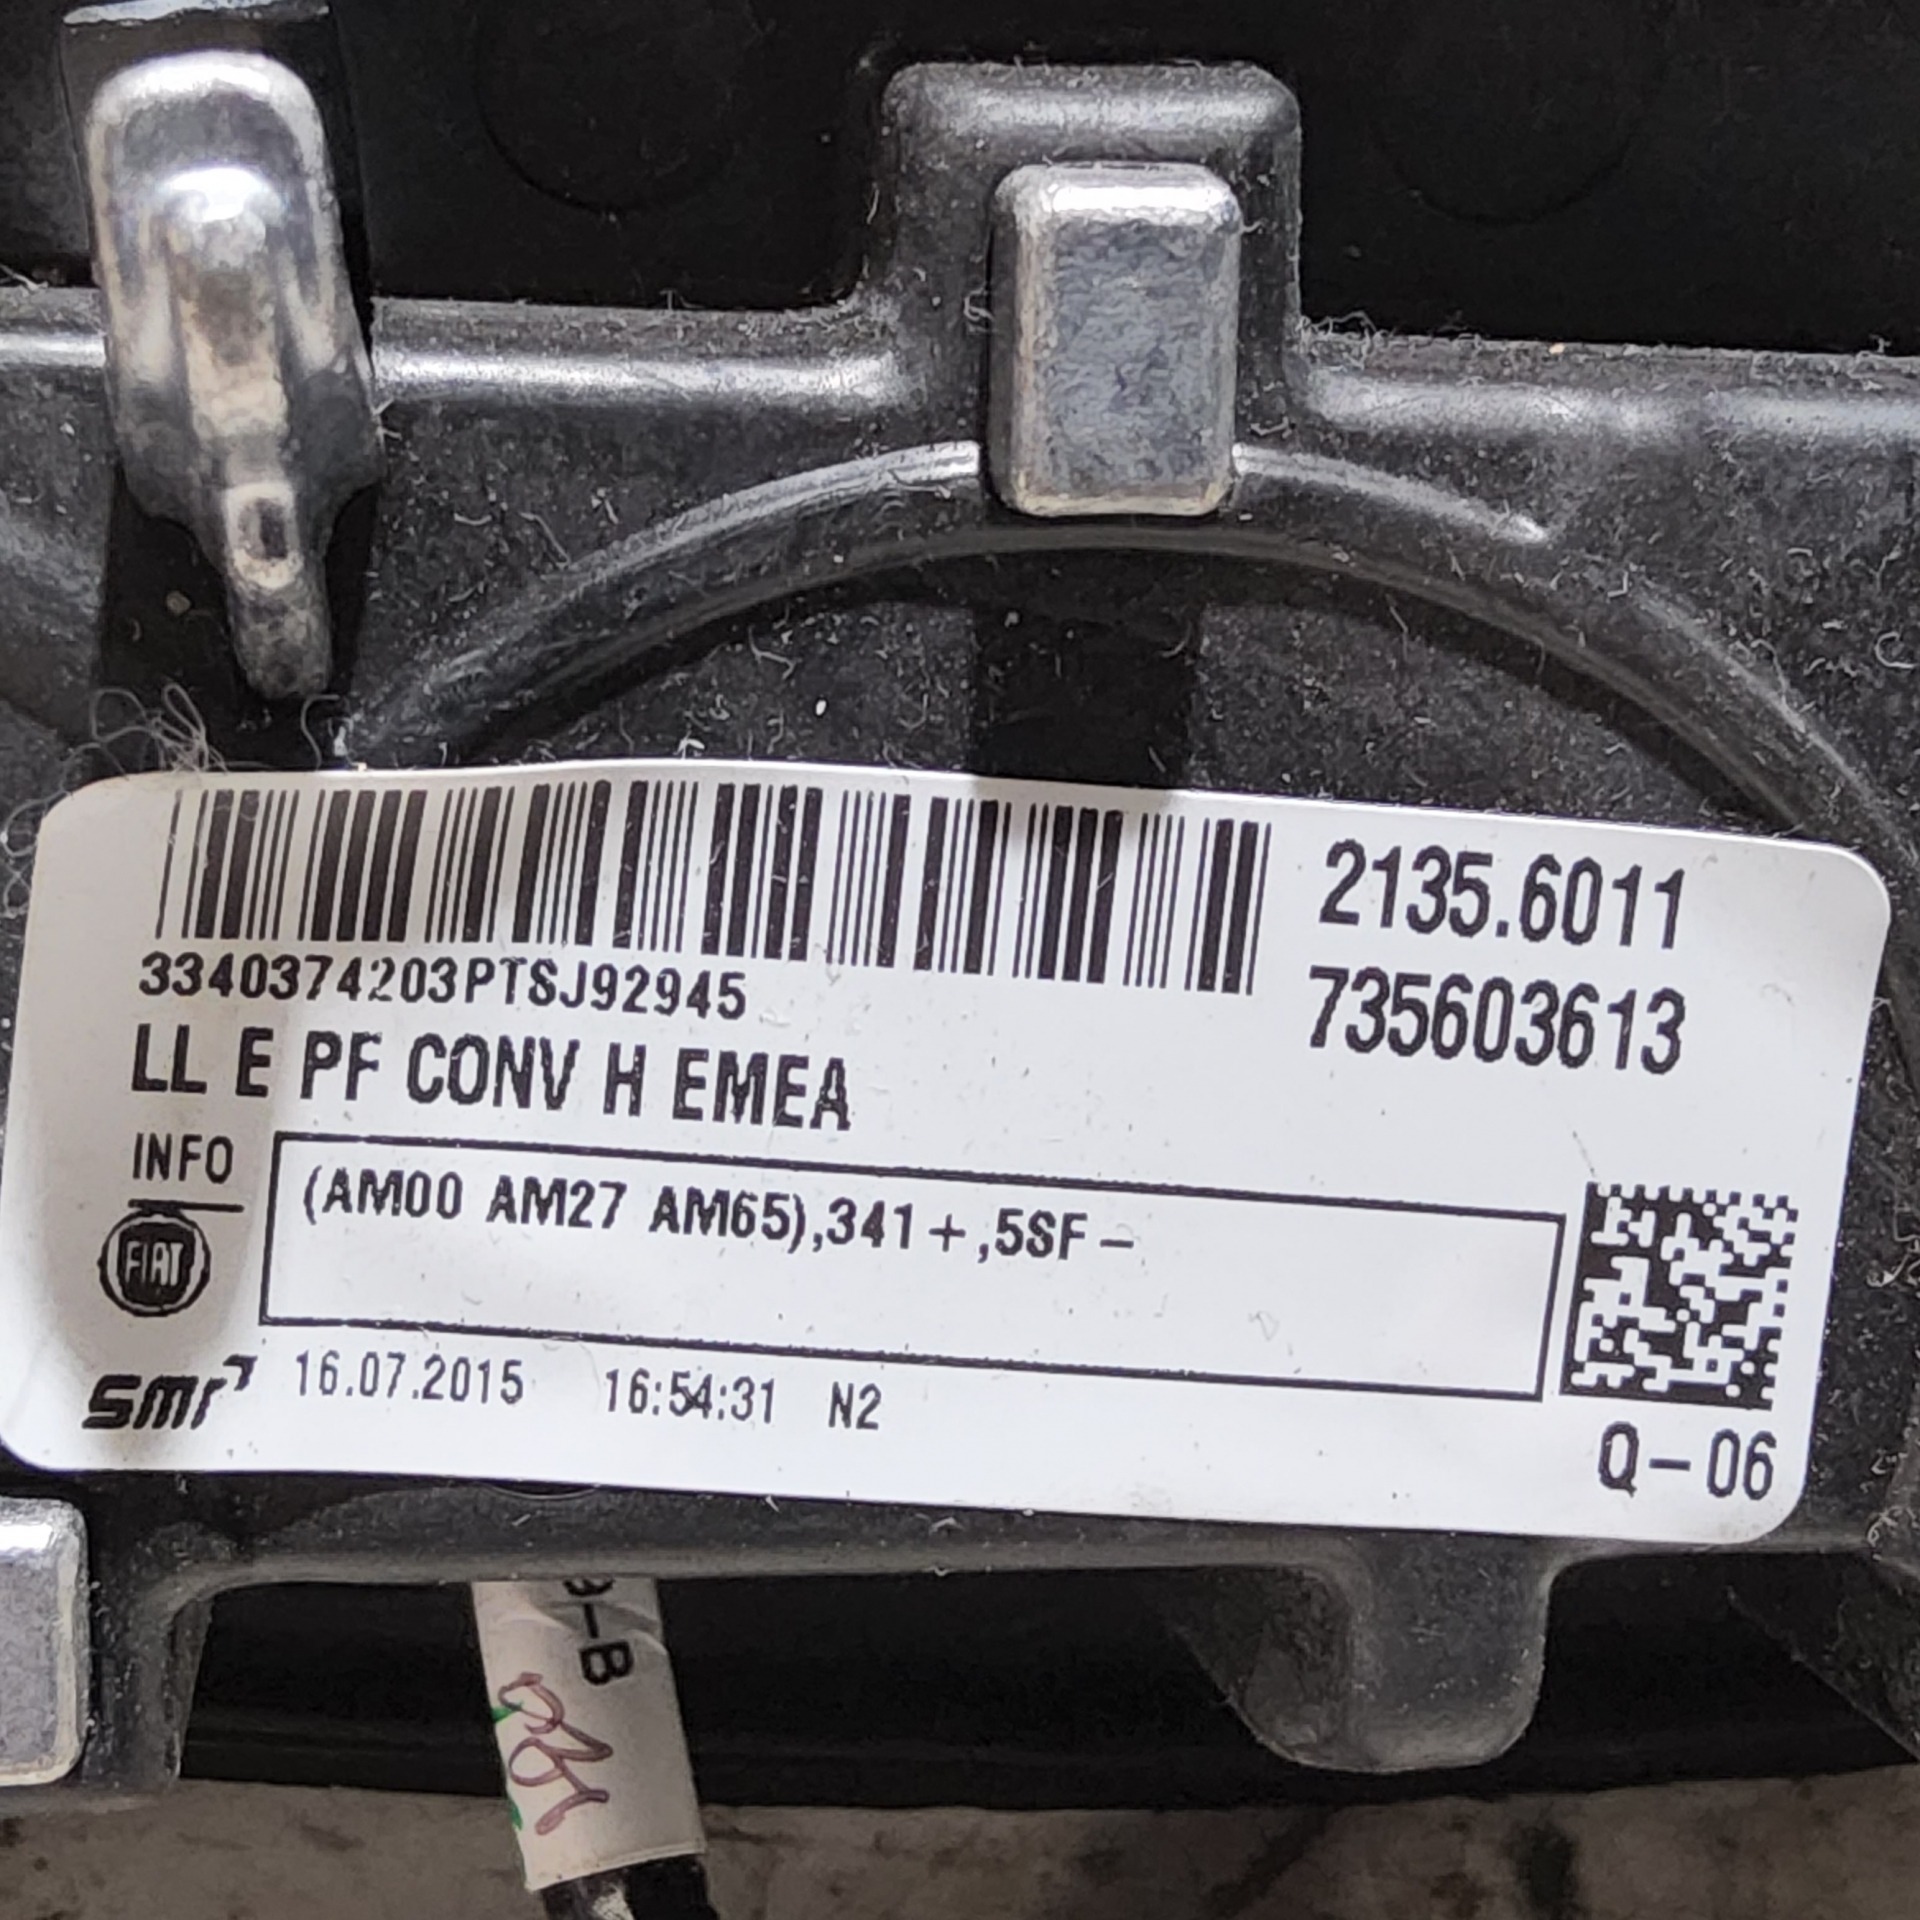 2135.6011
3340374203PTSJ92945
735603613
LL E PF CONV H EMEA
INFO
(AM00 AM27 AM65),341+,5SF-
FIAT
smr
16.07.2015 16:54:31 N2
Q-06
3-B